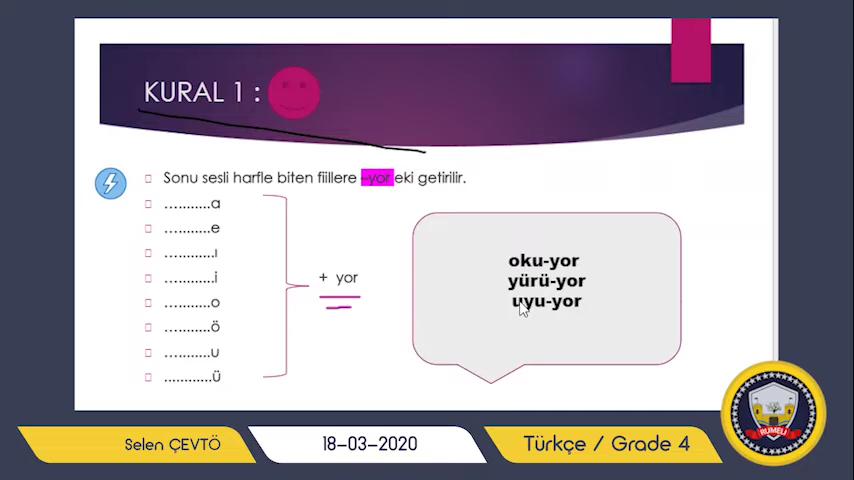 KURAL 1 :
Sonu sesli harfle biten fiillere -yor eki getirilir.
............a
............e
............ı
............i
............o
............ö
............u
............ü
+ yor
oku-yor
yürü-yor
uyu-yor
Selen ÇEVTÖ
18-03-2020
Türkçe / Grade 4
RUMELİ